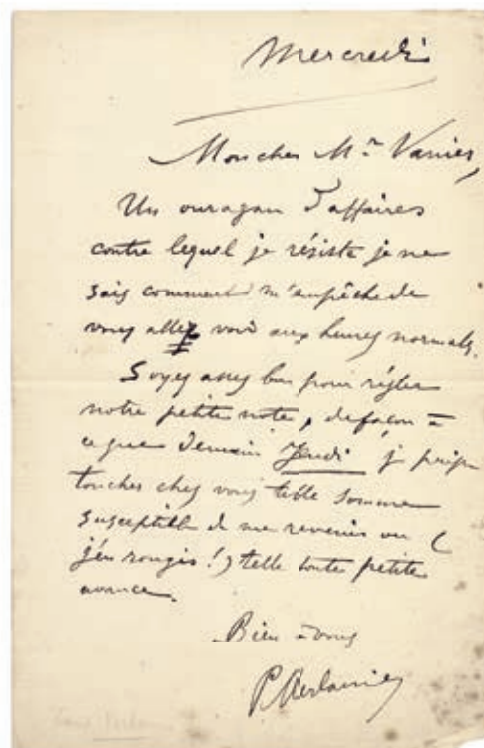 Mercredi
Mon cher Mr. Vanier,
Un ouragan d'affaires
contre lequel je résiste je ne
sais comment m'empêche de
vous allez voir aux heures normales.
Soyez assez bon pour régler
notre petite note, de façon à
ce que demain Jeudi je puisse
toucher chez vous telle somme
susceptible de me revenir ou (
j'en rougis!) telle toute petite
avance.
Bien à vous
P. Verlaine